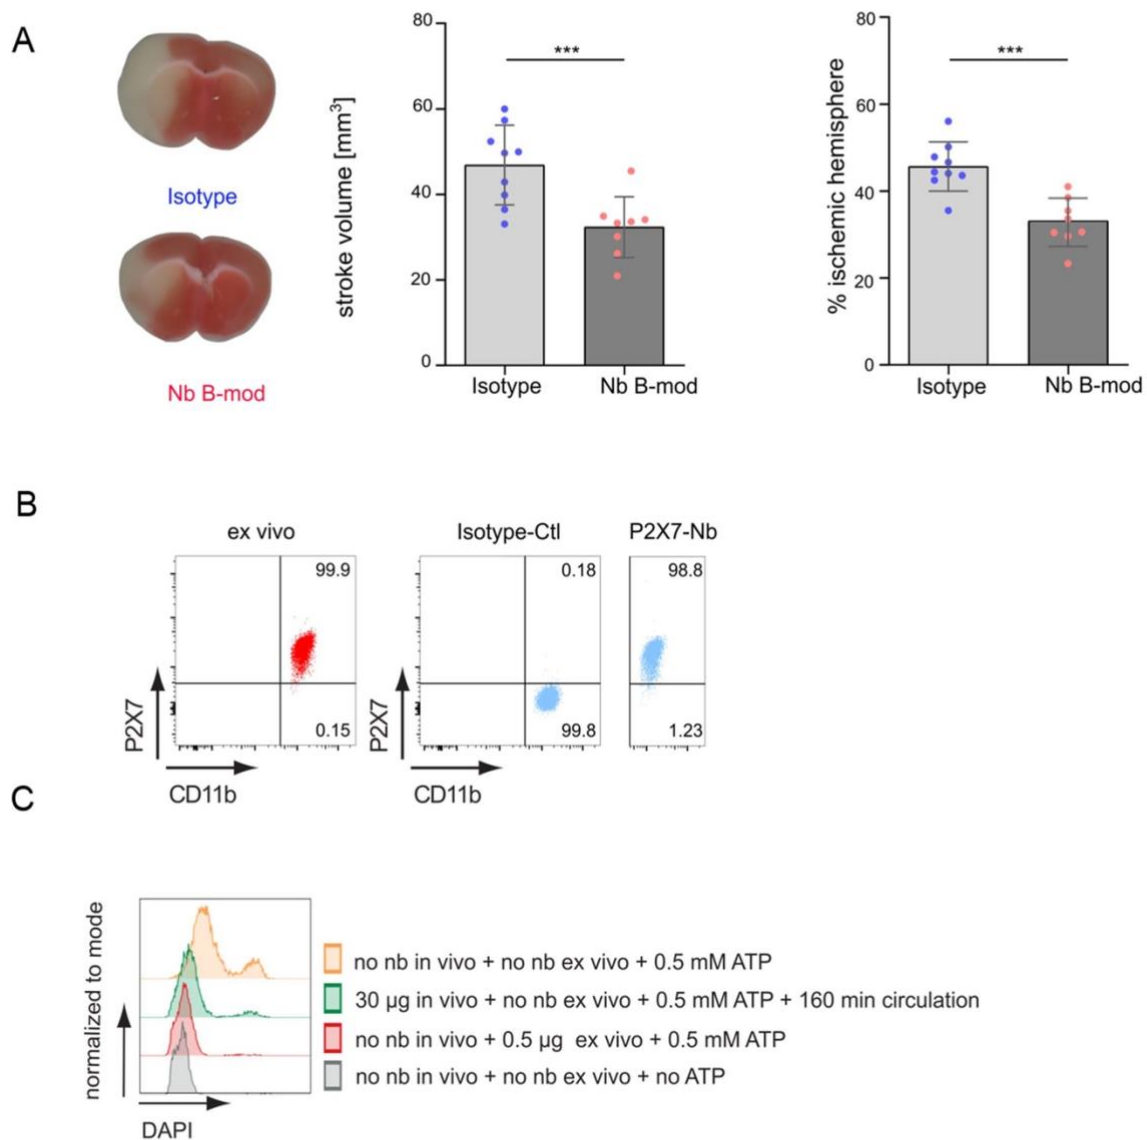 A
Isotype
Nb B-mod
stroke volume [mm³]
80
60
40
20
0
***
Isotype
Nb B-mod
% ischemic hemisphere
80
60
40
20
0
***
Isotype
Nb B-mod
B
ex vivo
99.9
0.15
P2X7
CD11b
Isotype-Ctl
0.18
99.8
P2X7
CD11b
P2X7-Nb
98.8
1.23
C
normalized to mode
DAPI
no nb in vivo + no nb ex vivo + 0.5 mM ATP
30 µg in vivo + no nb ex vivo + 0.5 mM ATP + 160 min circulation
no nb in vivo + 0.5 µg ex vivo + 0.5 mM ATP
no nb in vivo + no nb ex vivo + no ATP